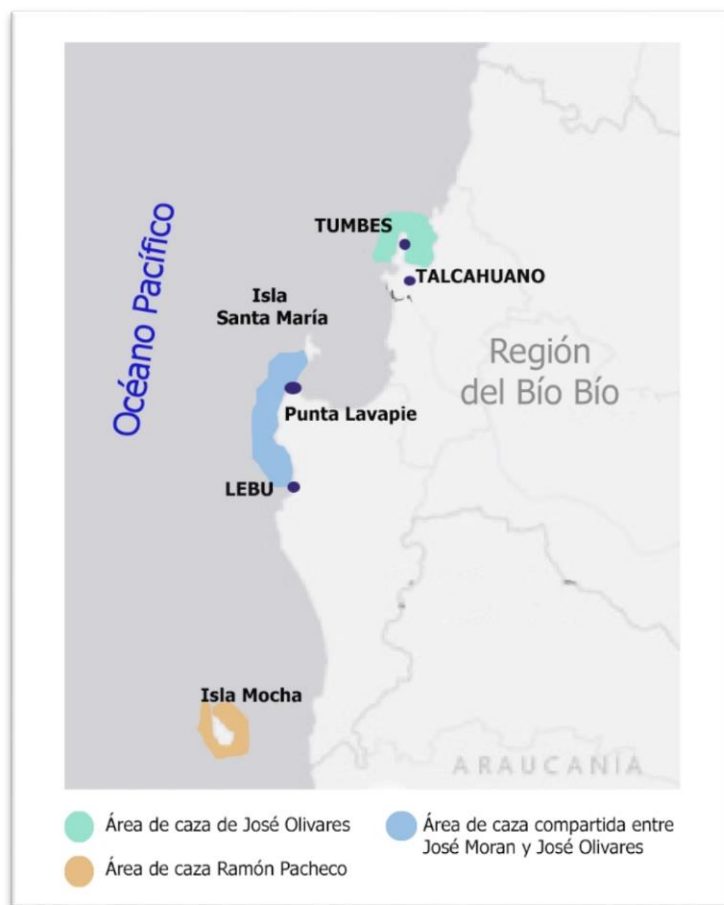 TUMBES
TALCAHUANO
Isla
Santa María
Océano Pacífico
Región
del Bío Bío
Punta Lavapie
LEBU
Isla Mocha
ARAUCANÍA
Área de caza de José Olivares
Área de caza Ramón Pacheco
Área de caza compartida entre
José Moran y José Olivares